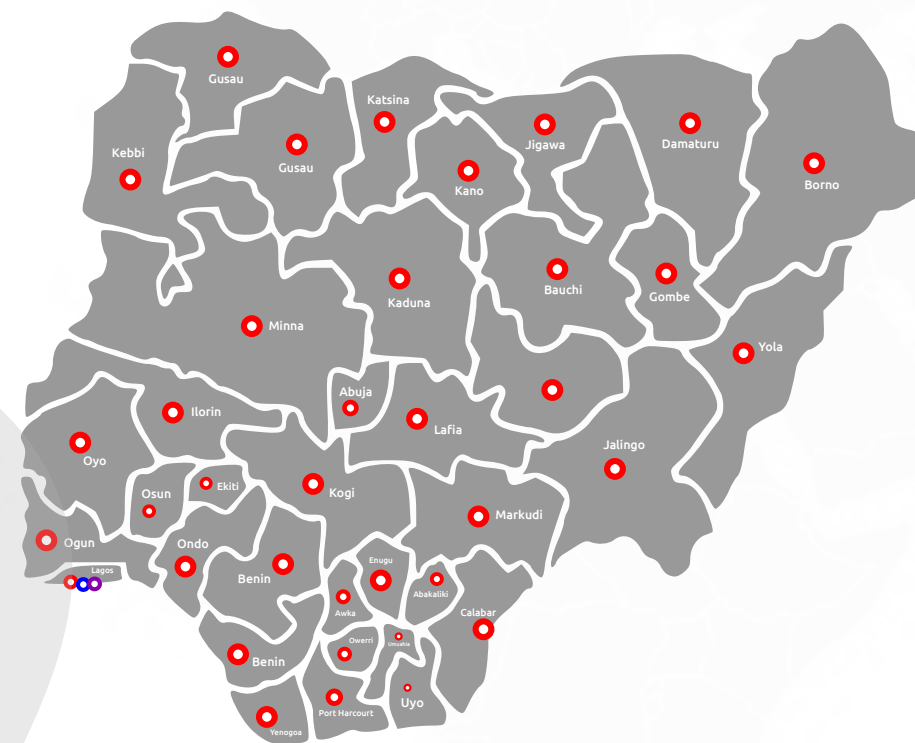 Gusau
Katsina
Gusau
Kebbi
Kano
Jigawa
Damaturu
Borno
Kaduna
Bauchi
Gombe
Minna
Yola
Abuja
Ilorin
Lafia
Oyo
Jalingo
Osun
Ekiti
Kogi
Markudi
Ogun
Ondo
Lagos
Benin
Enugu
Abakaliki
Awka
Calabar
Owerri
Umuahia
Benin
Uyo
Port Harcourt
Yenogoa